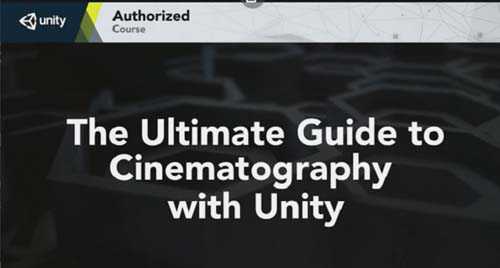 unity
Authorized
Course
The Ultimate Guide to
Cinematography
with Unity